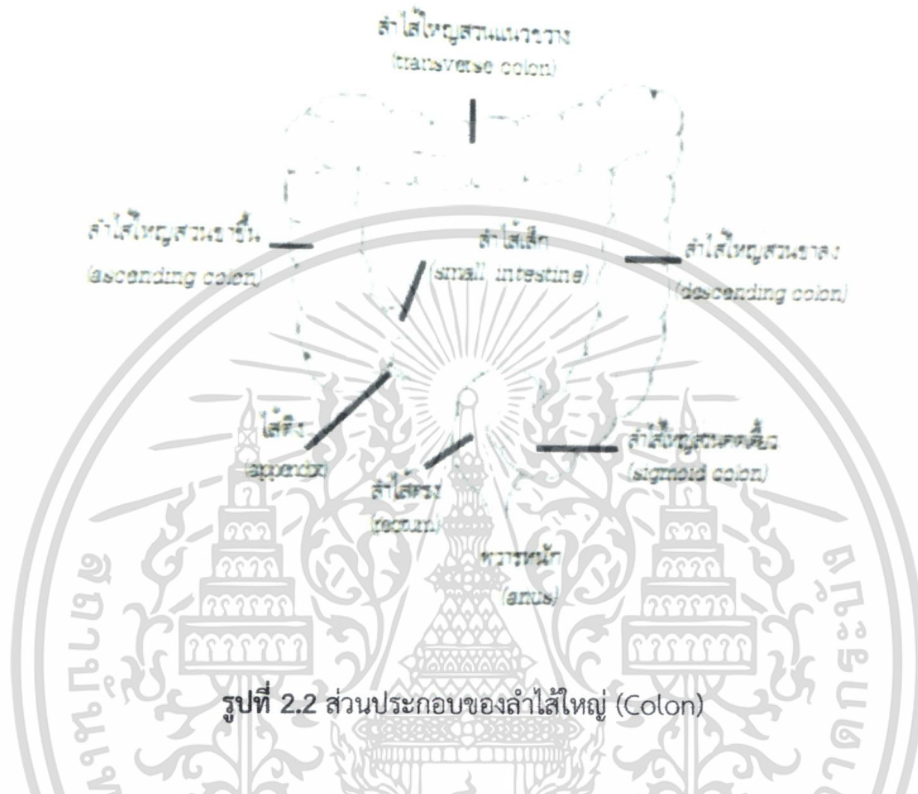 ลำไส้ใหญ่ส่วนแนวขวาง
(transverse colon)
ลำไส้ใหญ่ส่วนขาขึ้น
(ascending colon)
ลำไส้เล็ก
(small intestine)
ลำไส้ใหญ่ส่วนขาลง
(descending colon)
ไส้ติ่ง
(appendix)
ลำไส้ตรง
(rectum)
ลำไส้ใหญ่ส่วนคดเคี้ยว
(sigmoid colon)
ทวารหนัก
(anus)
รูปที่ 2.2 ส่วนประกอบของลำไส้ใหญ่ (Colon)